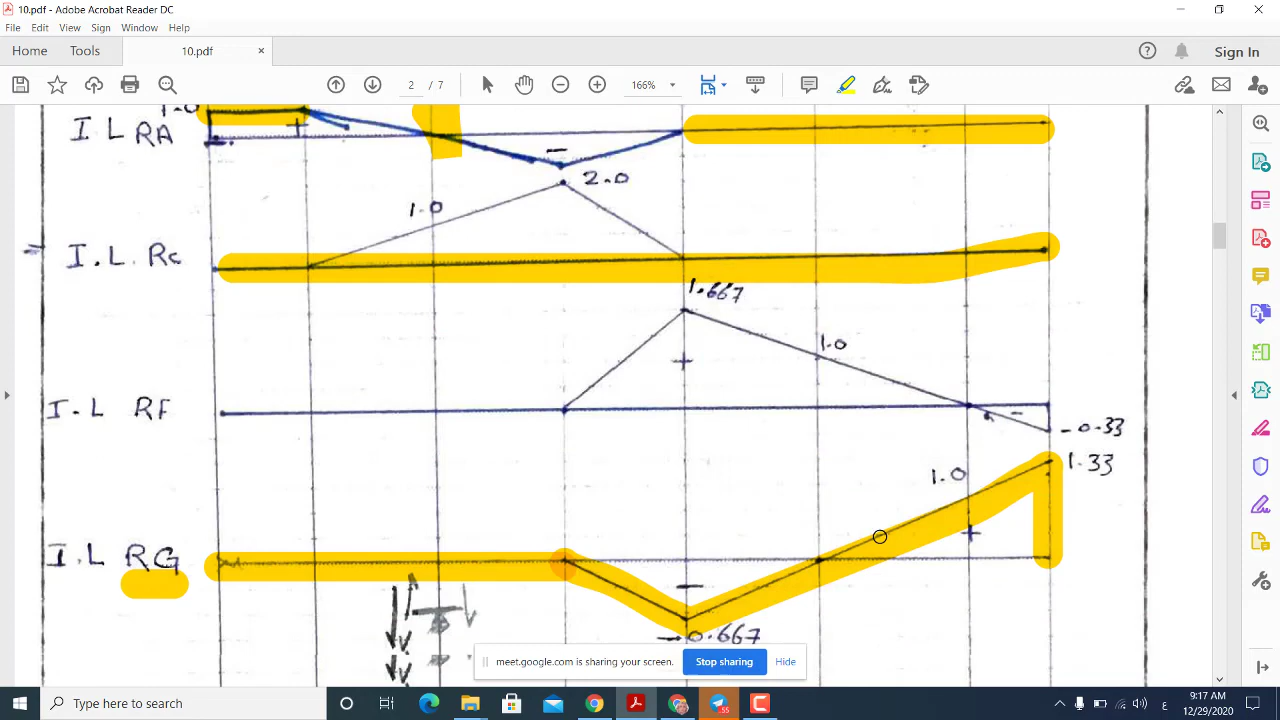 10.pdf - Adobe Acrobat Reader DC
File Edit View Sign Window Help
Home Tools 10.pdf × Sign In
2 / 7 166%
1.0
I.L RA + −
2.0
1.0
= I.L. Rc
1.667
1.0
+
I.L RF −
-0.33
1.33
1.0
I.L RG +
−
-0.667
meet.google.com is sharing your screen. Stop sharing Hide
Type here to search
.55
9:17 AM
12/29/2020